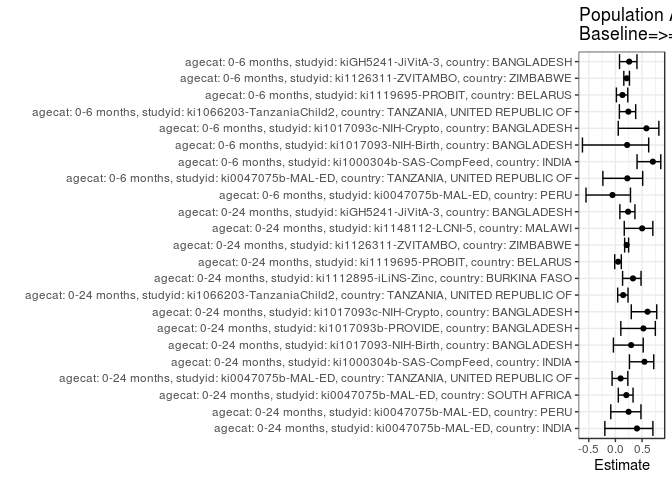 Population A
Baseline=>=
agecat: 0-6 months, studyid: kiGH5241-JiVitA-3, country: BANGLADESH
agecat: 0-6 months, studyid: ki1126311-ZVITAMBO, country: ZIMBABWE
agecat: 0-6 months, studyid: ki1119695-PROBIT, country: BELARUS
agecat: 0-6 months, studyid: ki1066203-TanzaniaChild2, country: TANZANIA, UNITED REPUBLIC OF
agecat: 0-6 months, studyid: ki1017093c-NIH-Crypto, country: BANGLADESH
agecat: 0-6 months, studyid: ki1017093-NIH-Birth, country: BANGLADESH
agecat: 0-6 months, studyid: ki1000304b-SAS-CompFeed, country: INDIA
agecat: 0-6 months, studyid: ki0047075b-MAL-ED, country: TANZANIA, UNITED REPUBLIC OF
agecat: 0-6 months, studyid: ki0047075b-MAL-ED, country: PERU
agecat: 0-24 months, studyid: kiGH5241-JiVitA-3, country: BANGLADESH
agecat: 0-24 months, studyid: ki1148112-LCNI-5, country: MALAWI
agecat: 0-24 months, studyid: ki1126311-ZVITAMBO, country: ZIMBABWE
agecat: 0-24 months, studyid: ki1119695-PROBIT, country: BELARUS
agecat: 0-24 months, studyid: ki1112895-iLiNS-Zinc, country: BURKINA FASO
agecat: 0-24 months, studyid: ki1066203-TanzaniaChild2, country: TANZANIA, UNITED REPUBLIC OF
agecat: 0-24 months, studyid: ki1017093c-NIH-Crypto, country: BANGLADESH
agecat: 0-24 months, studyid: ki1017093b-PROVIDE, country: BANGLADESH
agecat: 0-24 months, studyid: ki1017093-NIH-Birth, country: BANGLADESH
agecat: 0-24 months, studyid: ki1000304b-SAS-CompFeed, country: INDIA
agecat: 0-24 months, studyid: ki0047075b-MAL-ED, country: TANZANIA, UNITED REPUBLIC OF
agecat: 0-24 months, studyid: ki0047075b-MAL-ED, country: SOUTH AFRICA
agecat: 0-24 months, studyid: ki0047075b-MAL-ED, country: PERU
agecat: 0-24 months, studyid: ki0047075b-MAL-ED, country: INDIA
-0.5 0.0 0.5
Estimate